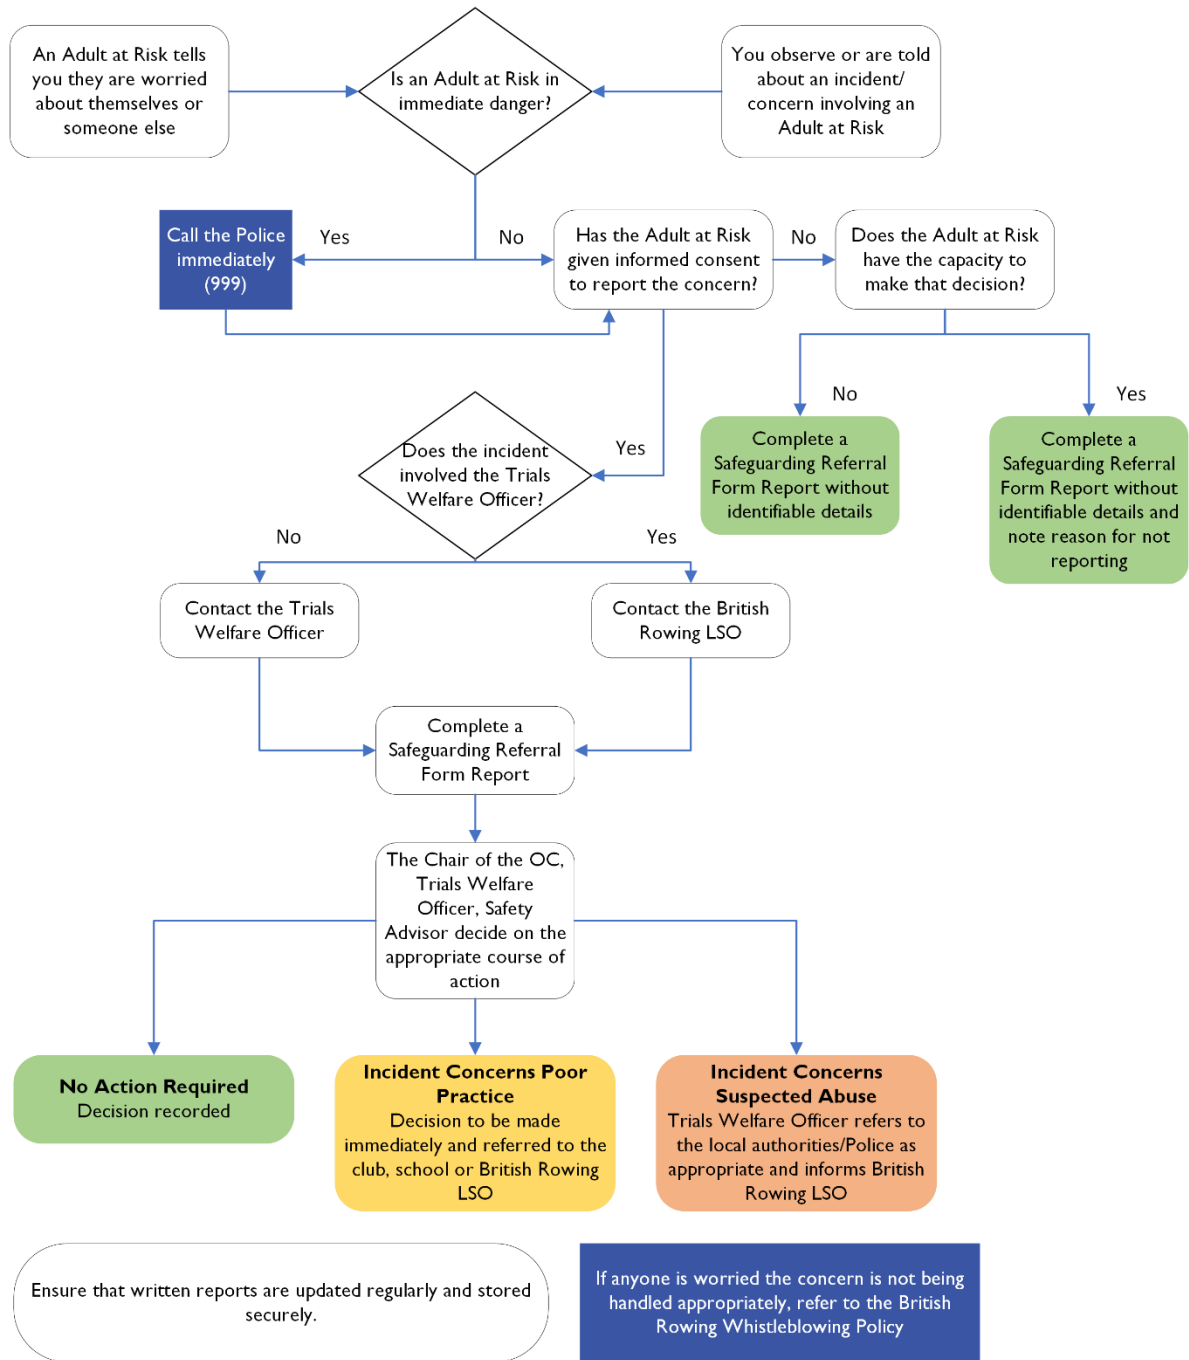 An Adult at Risk tells
you they are worried
about themselves or
someone else
Is an Adult at Risk in
immediate danger?
You observe or are told
about an incident/
concern involving an
Adult at Risk
Call the Police
immediately
(999)
Yes
No
Has the Adult at Risk
given informed consent
to report the concern?
No
Does the Adult at Risk
have the capacity to
make that decision?
No
Yes
Complete a
Safeguarding Referral
Form Report without
identifiable details
Complete a
Safeguarding Referral
Form Report without
identifiable details and
note reason for not
reporting
Does the incident
involved the Trials
Welfare Officer?
Yes
No
Yes
Contact the Trials
Welfare Officer
Contact the British
Rowing LSO
Complete a
Safeguarding Referral
Form Report
The Chair of the OC,
Trials Welfare
Officer, Safety
Advisor decide on the
appropriate course of
action
No Action Required
Decision recorded
Incident Concerns Poor
Practice
Decision to be made
immediately and referred to the
club, school or British Rowing
LSO
Incident Concerns
Suspected Abuse
Trials Welfare Officer refers to
the local authorities/Police as
appropriate and informs British
Rowing LSO
Ensure that written reports are updated regularly and stored
securely.
If anyone is worried the concern is not being
handled appropriately, refer to the British
Rowing Whistleblowing Policy